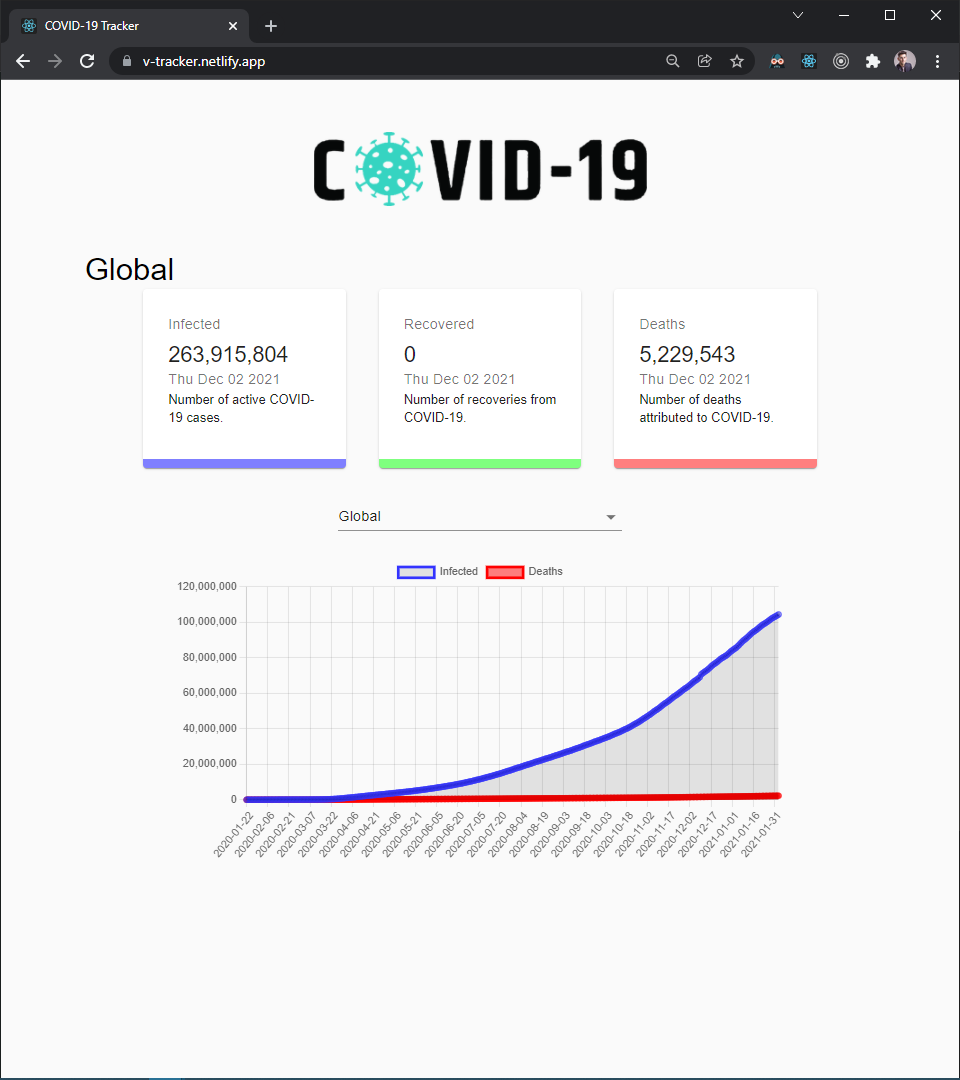 COVID-19 Tracker
v-tracker.netlify.app
COVID-19
Global
Infected
263,915,804
Thu Dec 02 2021
Number of active COVID-
19 cases.
Recovered
0
Thu Dec 02 2021
Number of recoveries from
COVID-19.
Deaths
5,229,543
Thu Dec 02 2021
Number of deaths
attributed to COVID-19.
Global
Infected
Deaths
120,000,000
100,000,000
80,000,000
60,000,000
40,000,000
20,000,000
0
2020-01-22
2020-02-06
2020-02-21
2020-03-07
2020-03-22
2020-04-06
2020-04-21
2020-05-06
2020-05-21
2020-06-05
2020-06-20
2020-07-05
2020-07-20
2020-08-04
2020-08-19
2020-09-03
2020-09-18
2020-10-03
2020-10-18
2020-11-02
2020-11-17
2020-12-02
2020-12-17
2021-01-01
2021-01-16
2021-01-31